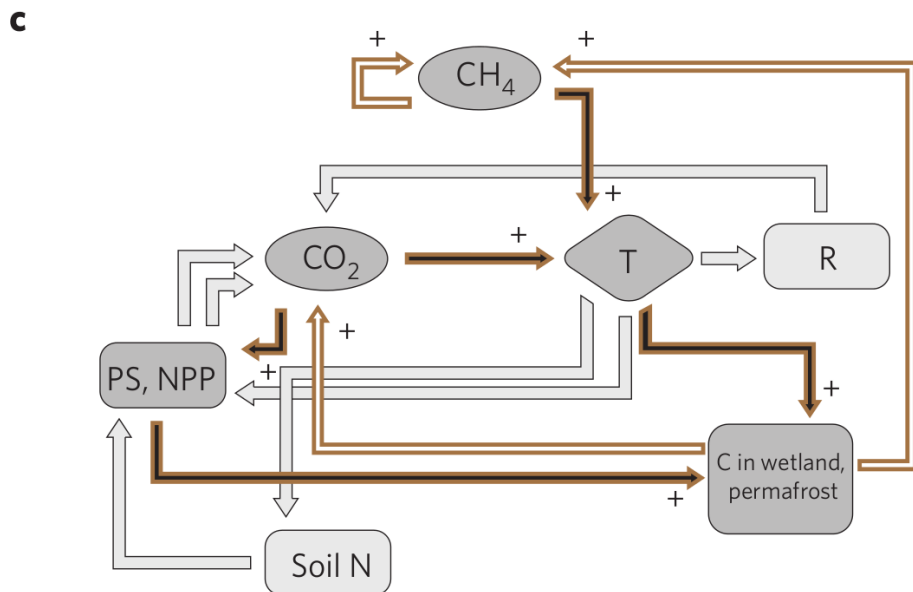 c
+
+
CH₄
+
+
CO₂
T
R
+
+
PS, NPP
+
C in wetland,
permafrost
+
Soil N